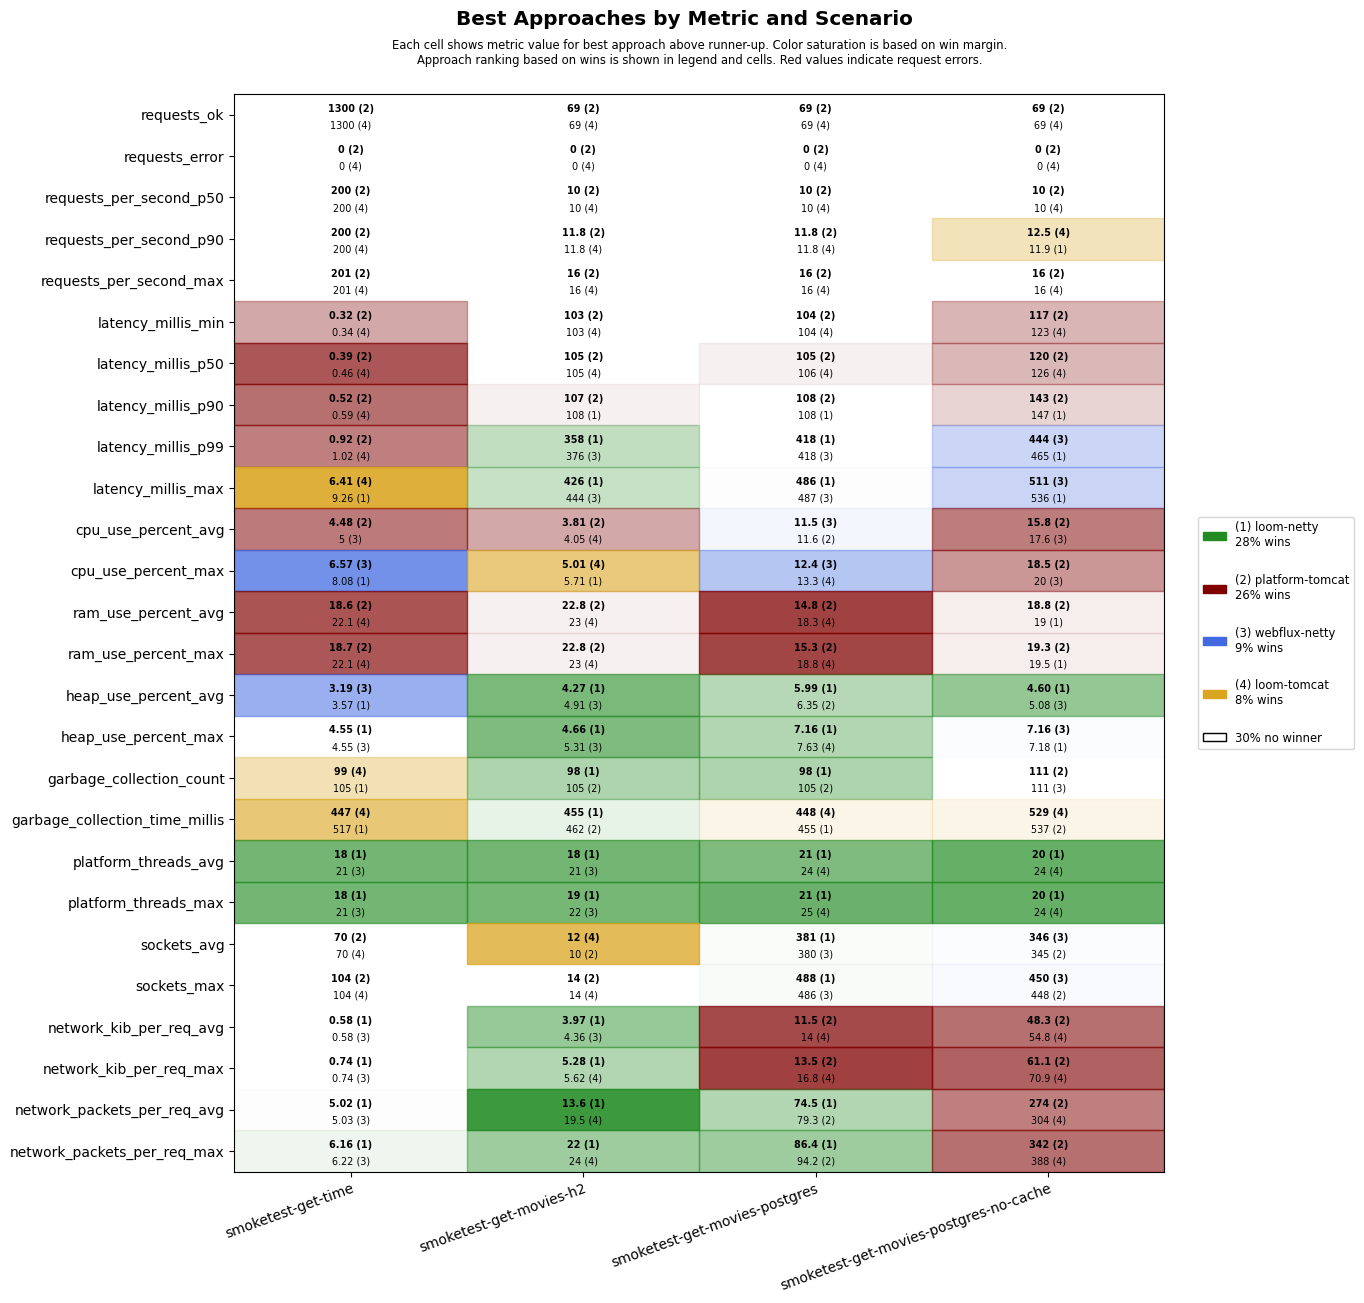 Best Approaches by Metric and Scenario
Each cell shows metric value for best approach above runner-up. Color saturation is based on win margin.
Approach ranking based on wins is shown in legend and cells. Red values indicate request errors.
requests_ok
1300 (2) 69 (2) 69 (2) 69 (2)
1300 (4) 69 (4) 69 (4) 69 (4)
requests_error
0 (2) 0 (2) 0 (2) 0 (2)
0 (4) 0 (4) 0 (4) 0 (4)
requests_per_second_p50
200 (2) 10 (2) 10 (2) 10 (2)
200 (4) 10 (4) 10 (4) 10 (4)
requests_per_second_p90
200 (2) 11.8 (2) 11.8 (2) 12.5 (4)
200 (4) 11.8 (4) 11.8 (4) 11.9 (1)
requests_per_second_max
201 (2) 16 (2) 16 (2) 16 (2)
201 (4) 16 (4) 16 (4) 16 (4)
latency_millis_min
0.32 (2) 103 (2) 104 (2) 117 (2)
0.34 (4) 103 (4) 104 (4) 123 (4)
latency_millis_p50
0.39 (2) 105 (2) 105 (2) 120 (2)
0.46 (4) 105 (4) 106 (4) 126 (4)
latency_millis_p90
0.52 (2) 107 (2) 108 (2) 143 (2)
0.59 (4) 108 (1) 108 (1) 147 (1)
latency_millis_p99
0.92 (2) 358 (1) 418 (1) 444 (3)
1.02 (4) 376 (3) 418 (3) 465 (1)
latency_millis_max
6.41 (4) 426 (1) 486 (1) 511 (3)
9.26 (1) 444 (3) 487 (3) 536 (1)
cpu_use_percent_avg
4.48 (2) 3.81 (2) 11.5 (3) 15.8 (2)
5 (3) 4.05 (4) 11.6 (2) 17.6 (3)
cpu_use_percent_max
6.57 (3) 5.01 (4) 12.4 (3) 18.5 (2)
8.08 (1) 5.71 (1) 13.3 (4) 20 (3)
ram_use_percent_avg
18.6 (2) 22.8 (2) 14.8 (2) 18.8 (2)
22.1 (4) 23 (4) 18.3 (4) 19 (1)
ram_use_percent_max
18.7 (2) 22.8 (2) 15.3 (2) 19.3 (2)
22.1 (4) 23 (4) 18.8 (4) 19.5 (1)
heap_use_percent_avg
3.19 (3) 4.27 (1) 5.99 (1) 4.60 (1)
3.57 (1) 4.91 (3) 6.35 (2) 5.08 (3)
heap_use_percent_max
4.55 (1) 4.66 (1) 7.16 (1) 7.16 (3)
4.55 (3) 5.31 (3) 7.63 (4) 7.18 (1)
garbage_collection_count
99 (4) 98 (1) 98 (1) 111 (2)
105 (1) 105 (2) 105 (2) 111 (3)
garbage_collection_time_millis
447 (4) 455 (1) 448 (4) 529 (4)
517 (1) 462 (2) 455 (1) 537 (2)
platform_threads_avg
18 (1) 18 (1) 21 (1) 20 (1)
21 (3) 21 (3) 24 (4) 24 (4)
platform_threads_max
18 (1) 19 (1) 21 (1) 20 (1)
21 (3) 22 (3) 25 (4) 24 (4)
sockets_avg
70 (2) 12 (4) 381 (1) 346 (3)
70 (4) 10 (2) 380 (3) 345 (2)
sockets_max
104 (2) 14 (2) 488 (1) 450 (3)
104 (4) 14 (4) 486 (3) 448 (2)
network_kib_per_req_avg
0.58 (1) 3.97 (1) 11.5 (2) 48.3 (2)
0.58 (3) 4.36 (3) 14 (4) 54.8 (4)
network_kib_per_req_max
0.74 (1) 5.28 (1) 13.5 (2) 61.1 (2)
0.74 (3) 5.62 (4) 16.8 (4) 70.9 (4)
network_packets_per_req_avg
5.02 (1) 13.6 (1) 74.5 (1) 274 (2)
5.03 (3) 19.5 (4) 79.3 (2) 304 (4)
network_packets_per_req_max
6.16 (1) 22 (1) 86.4 (1) 342 (2)
6.22 (3) 24 (4) 94.2 (2) 388 (4)
smoketest-get-time
smoketest-get-movies-h2
smoketest-get-movies-postgres
smoketest-get-movies-postgres-no-cache
(1) loom-netty
28% wins
(2) platform-tomcat
26% wins
(3) webflux-netty
9% wins
(4) loom-tomcat
8% wins
30% no winner